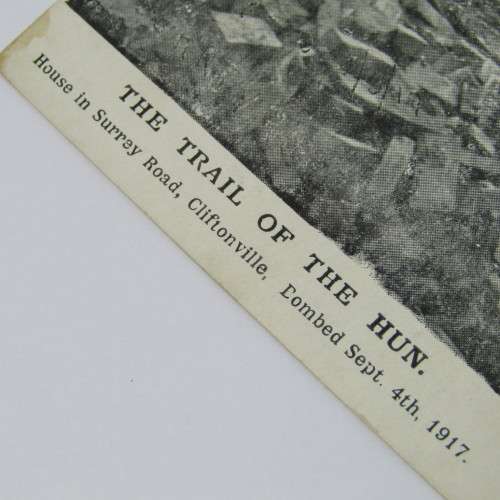 THE TRAIL OF THE HUN.
House in Surrey Road, Cliftonville, Bombed Sept. 4th, 1917.